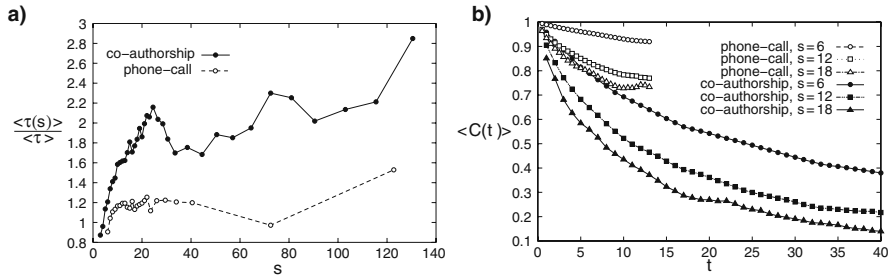 a)
co-authorship
phone-call
<τ(s)>
<τ>
3
2.8
2.6
2.4
2.2
2
1.8
1.6
1.4
1.2
1
0.8
0 20 40 60 80 100 120 140
s
b)
phone-call, s=6
phone-call, s=12
phone-call, s=18
co-authorship, s=6
co-authorship, s=12
co-authorship, s=18
<C(t)>
1
0.9
0.8
0.7
0.6
0.5
0.4
0.3
0.2
0.1
0 5 10 15 20 25 30 35 40
t